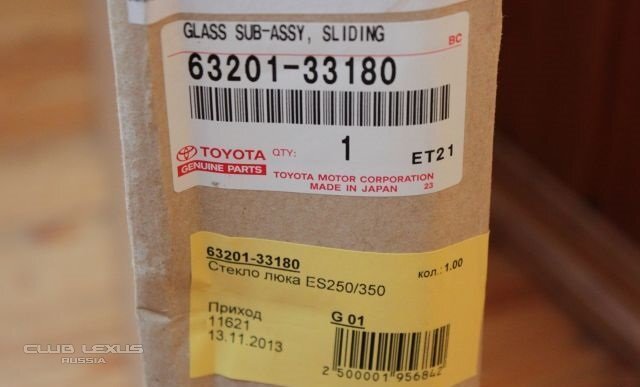 GLASS SUB-ASSY, SLIDING
BC
63201-33180
TOYOTA
GENUINE PARTS
QTY:
1
ET21
TOYOTA MOTOR CORPORATION
MADE IN JAPAN
23
63201-33180
Стекло люка ES250/350
кол.: 1.00
Приход
11621
13.11.2013
G 01
2 500001 956842
CLUB LEXUS
RUSSIA